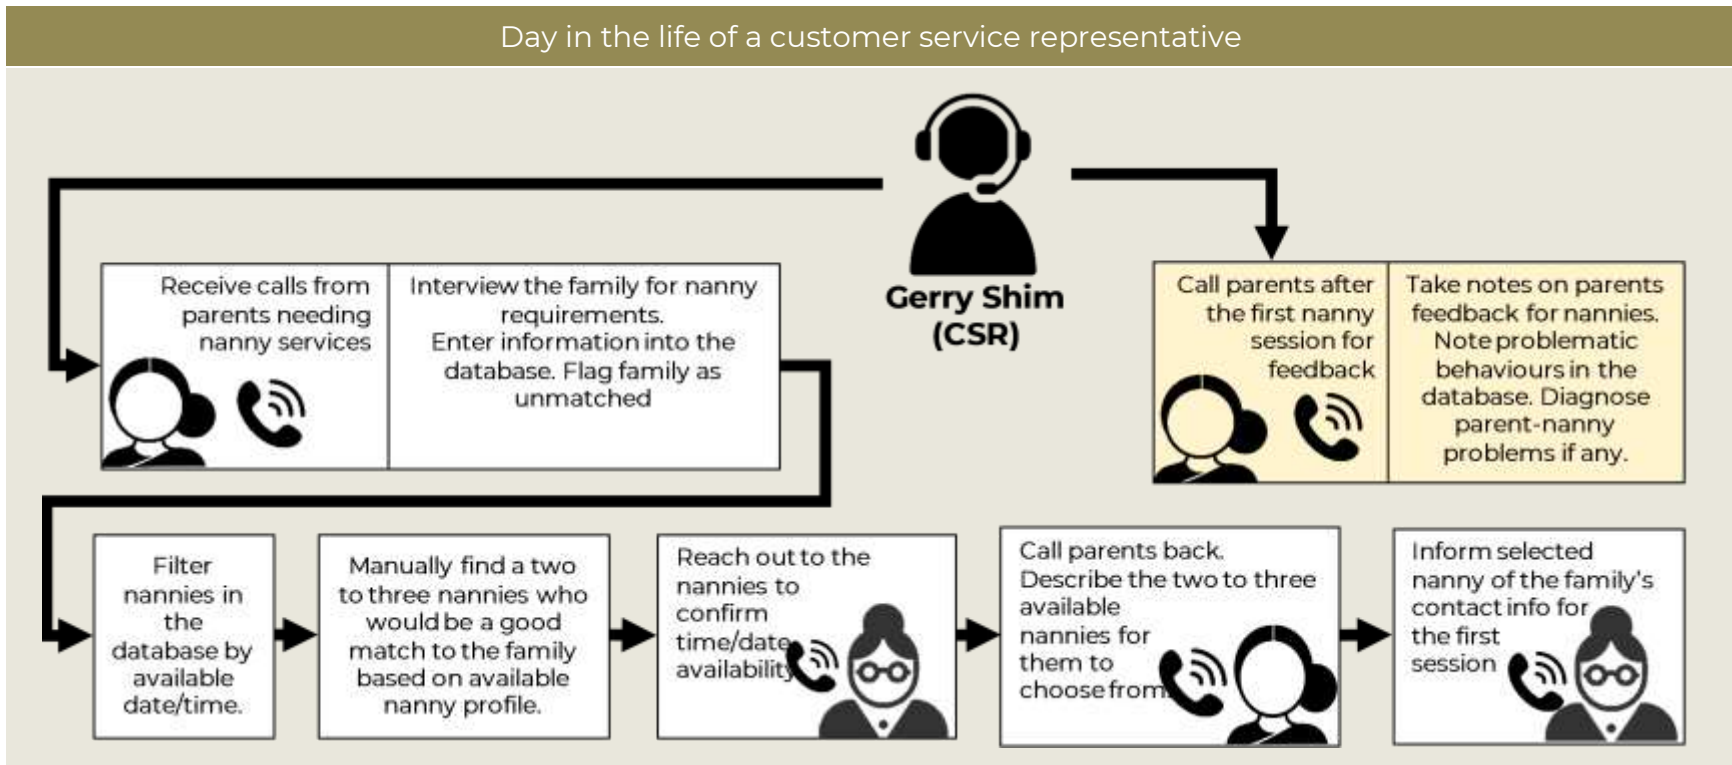 Day in the life of a customer service representative
Gerry Shim
(CSR)
Receive calls from
parents needing
nanny services
Interview the family for nanny
requirements.
Enter information into the
database. Flag family as
unmatched
Call parents after
the first nanny
session for
feedback
Take notes on parents
feedback for nannies.
Note problematic
behaviours in the
database. Diagnose
parent-nanny
problems if any.
Filter
nannies in
the
database by
available
date/time.
Manually find a two
to three nannies who
would be a good
match to the family
based on available
nanny profile.
Reach out to the
nannies to
confirm
time/date
availability
Call parents back.
Describe the two to three
available
nannies for
them to
choose from.
Inform selected
nanny of the family's
contact info for
the first
session